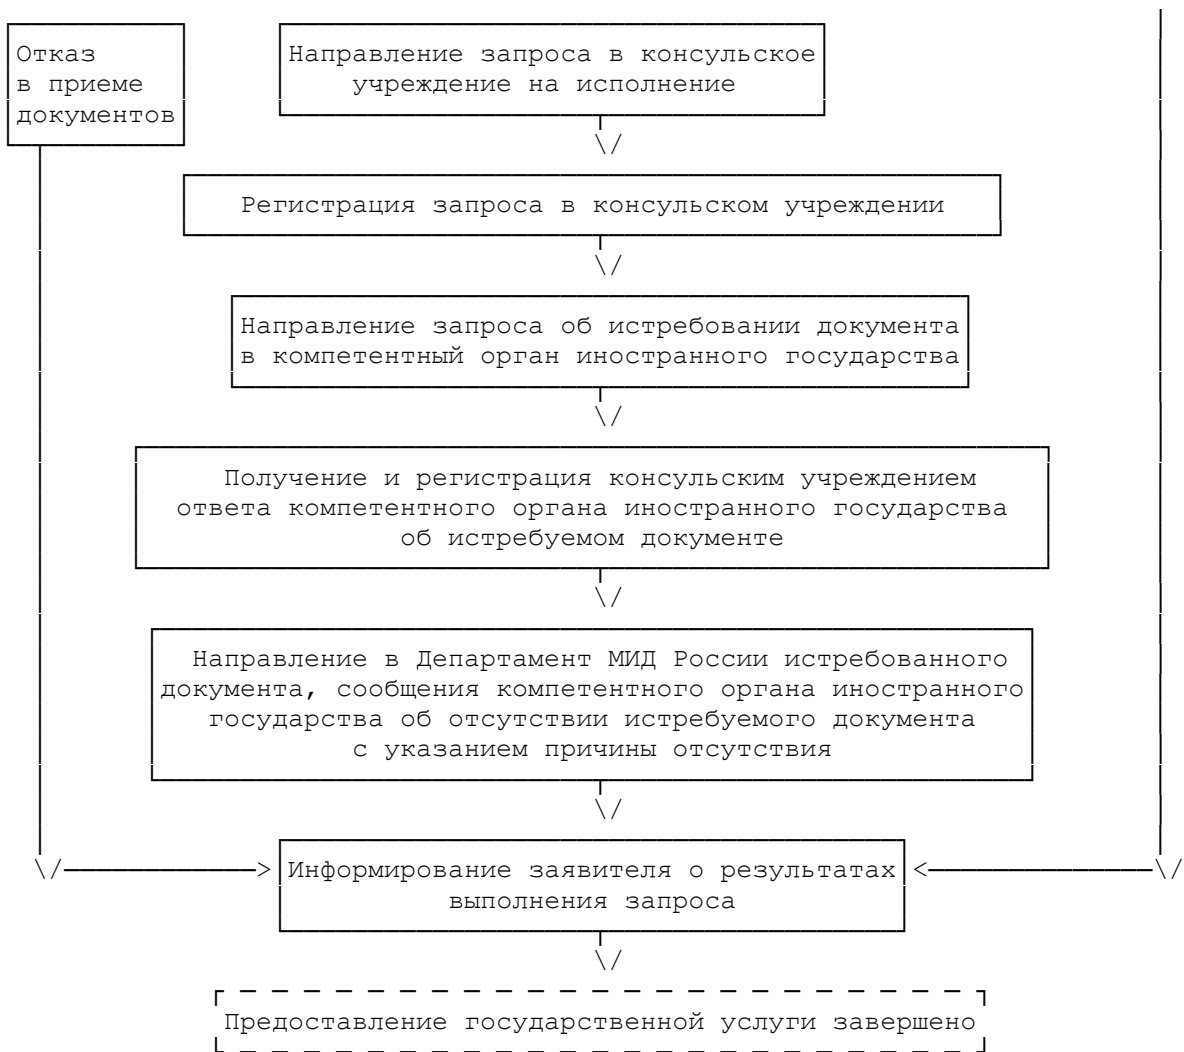 Отказ
в приеме
документов
Направление запроса в консульское
учреждение на исполнение
Регистрация запроса в консульском учреждении
Направление запроса об истребовании документа
в компетентный орган иностранного государства
Получение и регистрация консульским учреждением
ответа компетентного органа иностранного государства
об истребуемом документе
Направление в Департамент МИД России истребованного
документа, сообщения компетентного органа иностранного
государства об отсутствии истребуемого документа
с указанием причины отсутствия
Информирование заявителя о результатах
выполнения запроса
Предоставление государственной услуги завершено